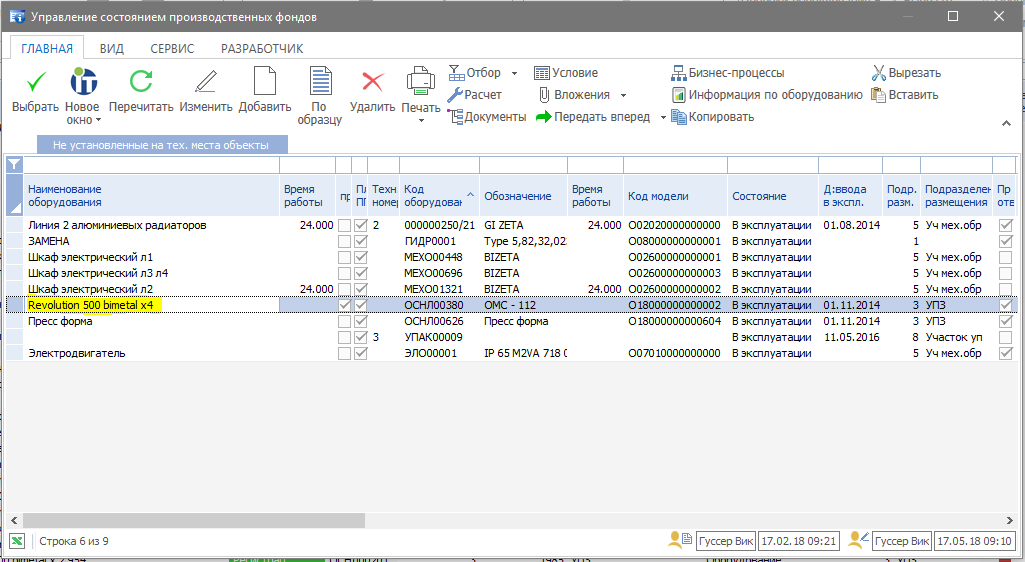 Управление состоянием производственных фондов
ГЛАВНАЯ ВИД СЕРВИС РАЗРАБОТЧИК
Выбрать
Новое окно
Перечитать
Изменить
Добавить
По образцу
Удалить
Печать
Отбор Условие Бизнес-процессы Вырезать
Расчет Вложения Информация по оборудованию Вставить
Документы Передать вперед Копировать
Не установленные на тех. места объекты
Наименование оборудования Время работы пр Техн номер Код оборудован Обозначение Время работы Код модели Состояние Д:ввода в экспл. Подр. разм. Подразделен размещения Пр отв
Линия 2 алюминиевых радиаторов 24.000 2 000000250/21 GI ZETA 24.000 О02020000000000 В эксплуатации 01.08.2014 5 Уч мех.обр
ЗАМЕНА ГИДР0001 Type 5,82,32,02 О08000000000001 В эксплуатации 1
Шкаф электрический л1 МЕХО00448 BIZETA О02600000000001 В эксплуатации 5 Уч мех.обр
Шкаф электрический л3 л4 МЕХО00696 BIZETA О02600000000003 В эксплуатации 5 Уч мех.обр
Шкаф электрический л2 24.000 МЕХО01321 BIZETA 24.000 О02600000000002 В эксплуатации 5 Уч мех.обр
Revolution 500 bimetal x4 ОСНЛ00380 ОМС - 112 О18000000000002 В эксплуатации 01.11.2014 3 УПЗ
Пресс форма ОСНЛ00626 Пресс форма О18000000000604 В эксплуатации 01.11.2014 3 УПЗ
3 УПАК00009 В эксплуатации 11.05.2016 8 Участок уп
Электродвигатель ЭЛО00001 IP 65 M2VA 718 О07010000000000 В эксплуатации 5 Уч мех.обр
Строка 6 из 9 Гуссер Вик 17.02.18 09:21 Гуссер Вик 17.05.18 09:10